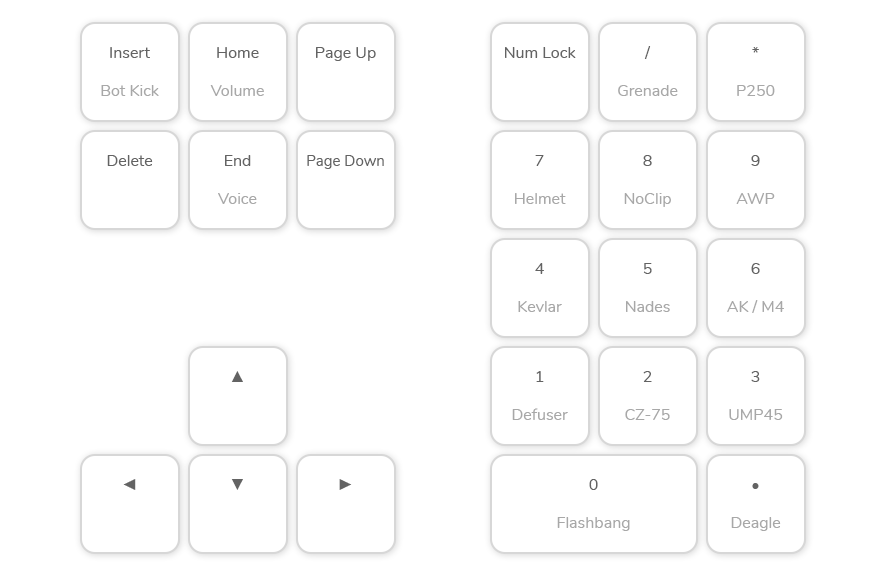 Insert
Bot Kick
Home
Volume
Page Up
Delete
End
Voice
Page Down
▲
◄
▼
►
Num Lock
/
Grenade
*
P250
7
Helmet
8
NoClip
9
AWP
4
Kevlar
5
Nades
6
AK / M4
1
Defuser
2
CZ-75
3
UMP45
0
Flashbang
•
Deagle